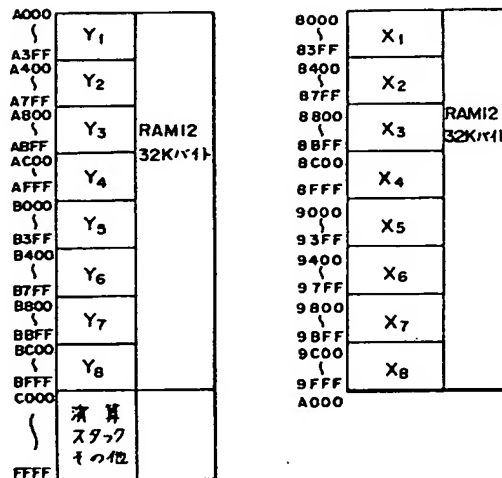 A000
〜
A3FF
Y1
A400
〜
A7FF
Y2
A800
〜
ABFF
Y3
AC00
〜
AFFF
Y4
B000
〜
B3FF
Y5
B400
〜
B7FF
Y6
B800
〜
BBFF
Y7
BC00
〜
BFFF
Y8
RAM12
32Kバイト
C000
〜
FFFF
演算
スタック
その他
8000
〜
83FF
X1
8400
〜
87FF
X2
8800
〜
8BFF
X3
8C00
〜
8FFF
X4
9000
〜
93FF
X5
9400
〜
97FF
X6
9800
〜
9BFF
X7
9C00
〜
9FFF
X8
A000
RAM12
32Kバイト